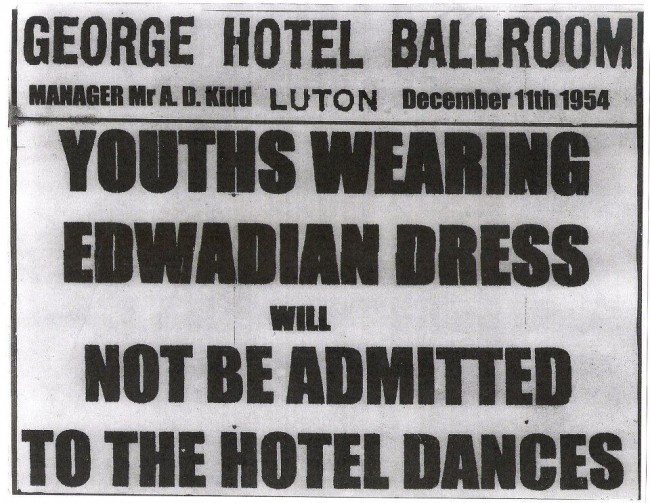 GEORGE HOTEL BALLROOM
MANAGER Mr A. D. Kidd LUTON December 11th 1954
YOUTHS WEARING
EDWADIAN DRESS
WILL
NOT BE ADMITTED
TO THE HOTEL DANCES